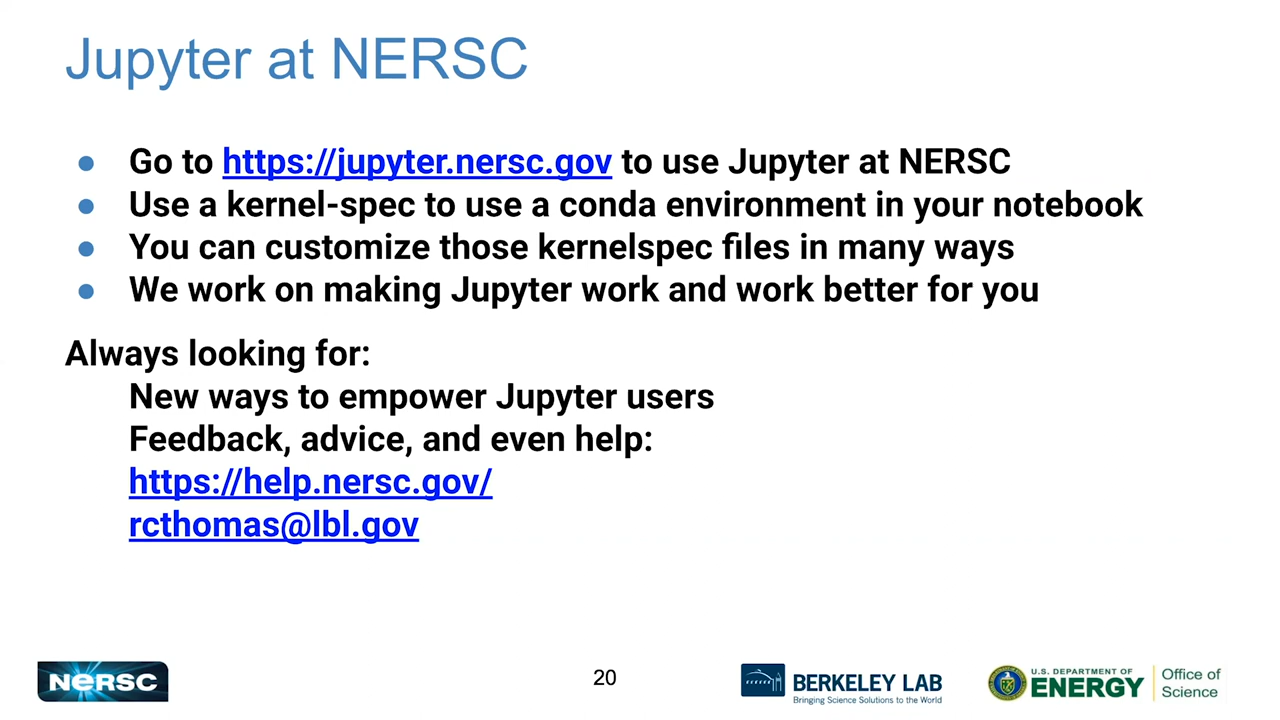 Jupyter at NERSC
● Go to https://jupyter.nersc.gov to use Jupyter at NERSC
● Use a kernel-spec to use a conda environment in your notebook
● You can customize those kernelspec files in many ways
● We work on making Jupyter work and work better for you
Always looking for:
New ways to empower Jupyter users
Feedback, advice, and even help:
https://help.nersc.gov/
rcthomas@lbl.gov
NERSC
20
BERKELEY LAB
Bringing Science Solutions to the World
U.S. DEPARTMENT OF
ENERGY
Office of
Science